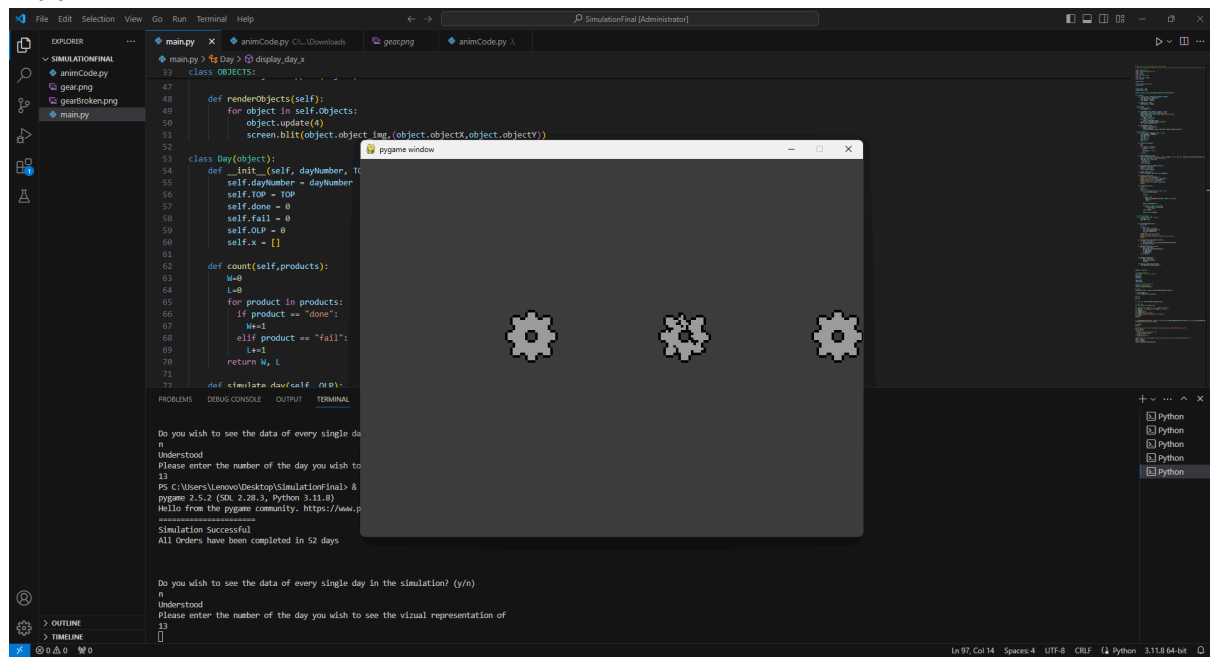 File Edit Selection View Go Run Terminal Help
SimulationFinal [Administrator]
EXPLORER
main.py
animCode.py C:\...\Downloads
gear.png
animCode.py .\
SIMULATIONFINAL
animCode.py
gear.png
gearBroken.png
main.py
main.py > Day > display_day_x
33 class OBJECTS:
47
48 def renderObjects(self):
49 for object in self.Objects:
50 object.update(4)
51 screen.blit(object.object_img,(object.objectX,object.objectY))
52
53 class Day(object):
54 def __init__(self, dayNumber,
55 self.dayNumber = dayNumber
56 self.TOP = TOP
57 self.done = 0
58 self.fail = 0
59 self.OLP = 0
60 self.x = []
61
62 def count(self,products):
63 W=0
64 L=0
65 for product in products:
66 if product == "done":
67 W+=1
68 elif product == "fail":
69 L+=1
70 return W, L
71
72 def simulate_day(self, OLP):
pygame window
PROBLEMS DEBUG CONSOLE OUTPUT TERMINAL
Do you wish to see the data of every single
n
Understood
Please enter the number of the day you wish to
13
PS C:\Users\Lenovo\Desktop\SimulationFinal> &
pygame 2.5.2 (SDL 2.28.3, Python 3.11.8)
Hello from the pygame community. https://www.p
======================
Simulation Successful
All Orders have been completed in 52 days
Do you wish to see the data of every single day in the simulation? (y/n)
n
Understood
Please enter the number of the day you wish to see the vizual representation of
13
Python
Python
Python
Python
Python
OUTLINE
TIMELINE
0 0 0
Ln 97, Col 14 Spaces: 4 UTF-8 CRLF Python 3.11.8 64-bit